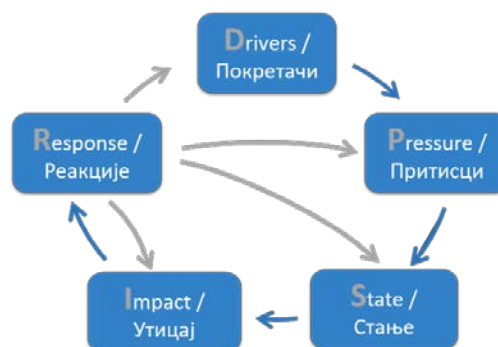 Drivers /
Покретачи
Response /
Реакције
Pressure /
Притисци
Impact /
Утицај
State /
Стање